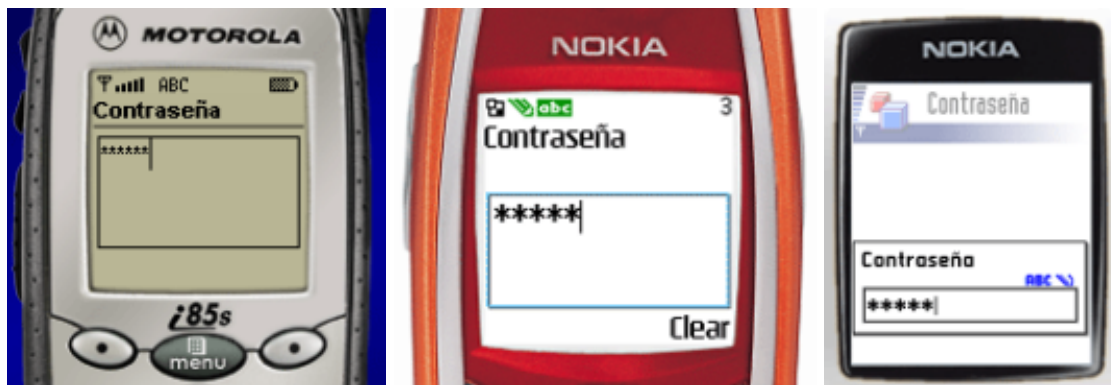 MOTOROLA
ABC
Contraseña
******
i85s
menu
NOKIA
abc
3
Contraseña
*****
Clear
NOKIA
Contraseña
Contraseña
ABC
*****